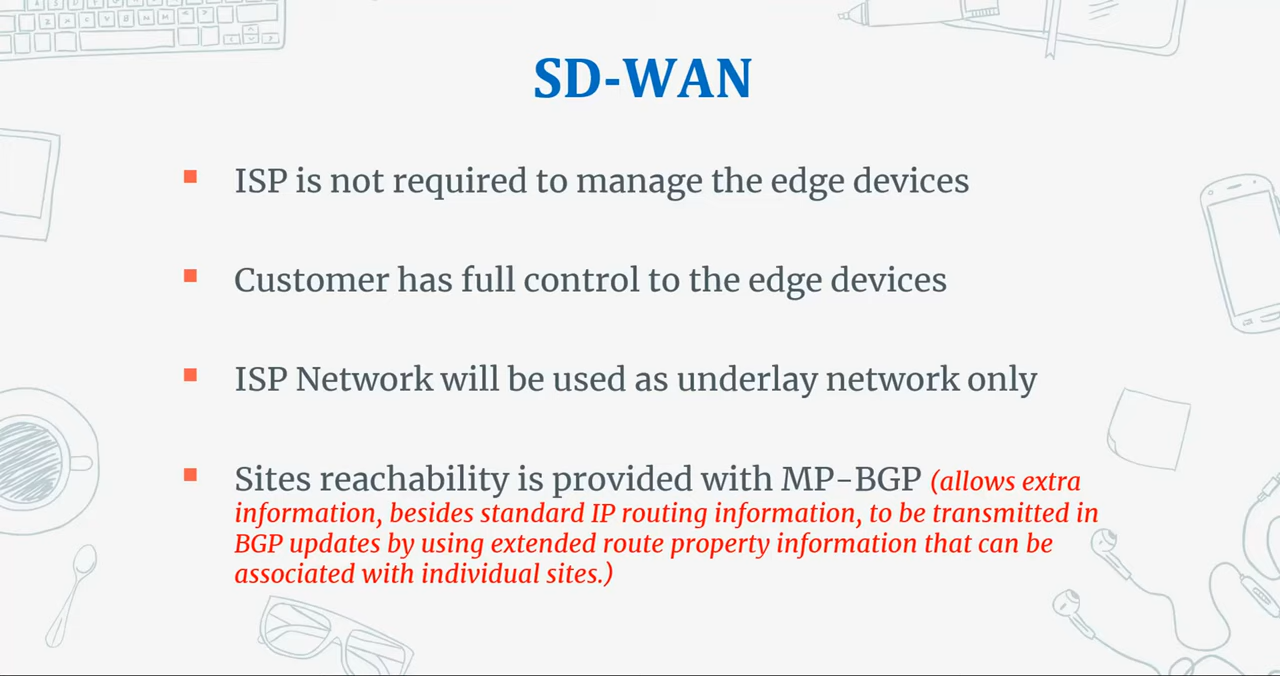 SD-WAN
ISP is not required to manage the edge devices
Customer has full control to the edge devices
ISP Network will be used as underlay network only
Sites reachability is provided with MP-BGP (allows extra
information, besides standard IP routing information, to be transmitted in
BGP updates by using extended route property information that can be
associated with individual sites.)